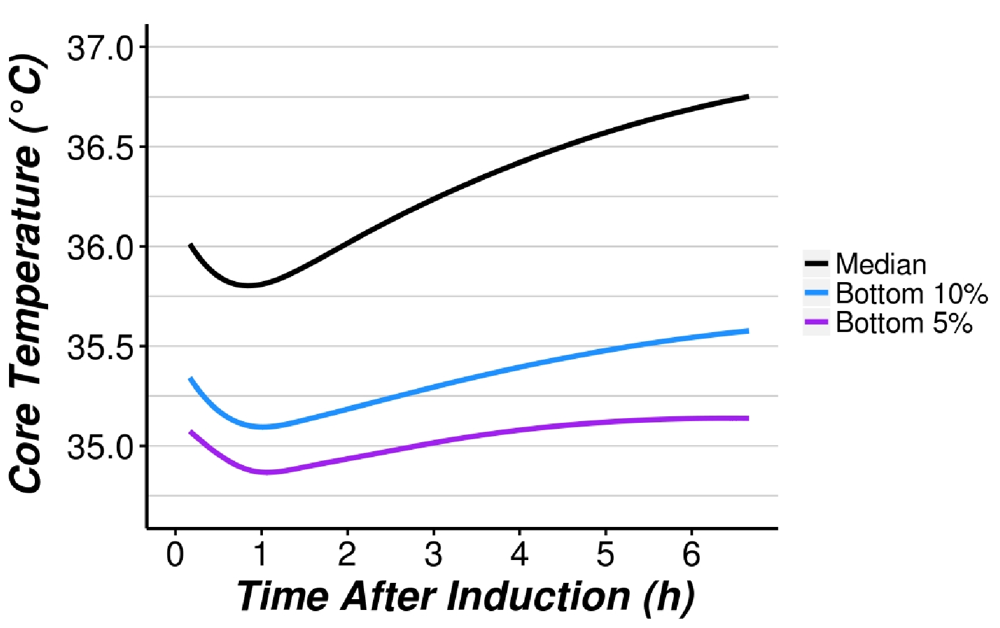 Core Temperature (°C)
37.0
36.5
36.0
35.5
35.0
0 1 2 3 4 5 6
Time After Induction (h)
Median
Bottom 10%
Bottom 5%